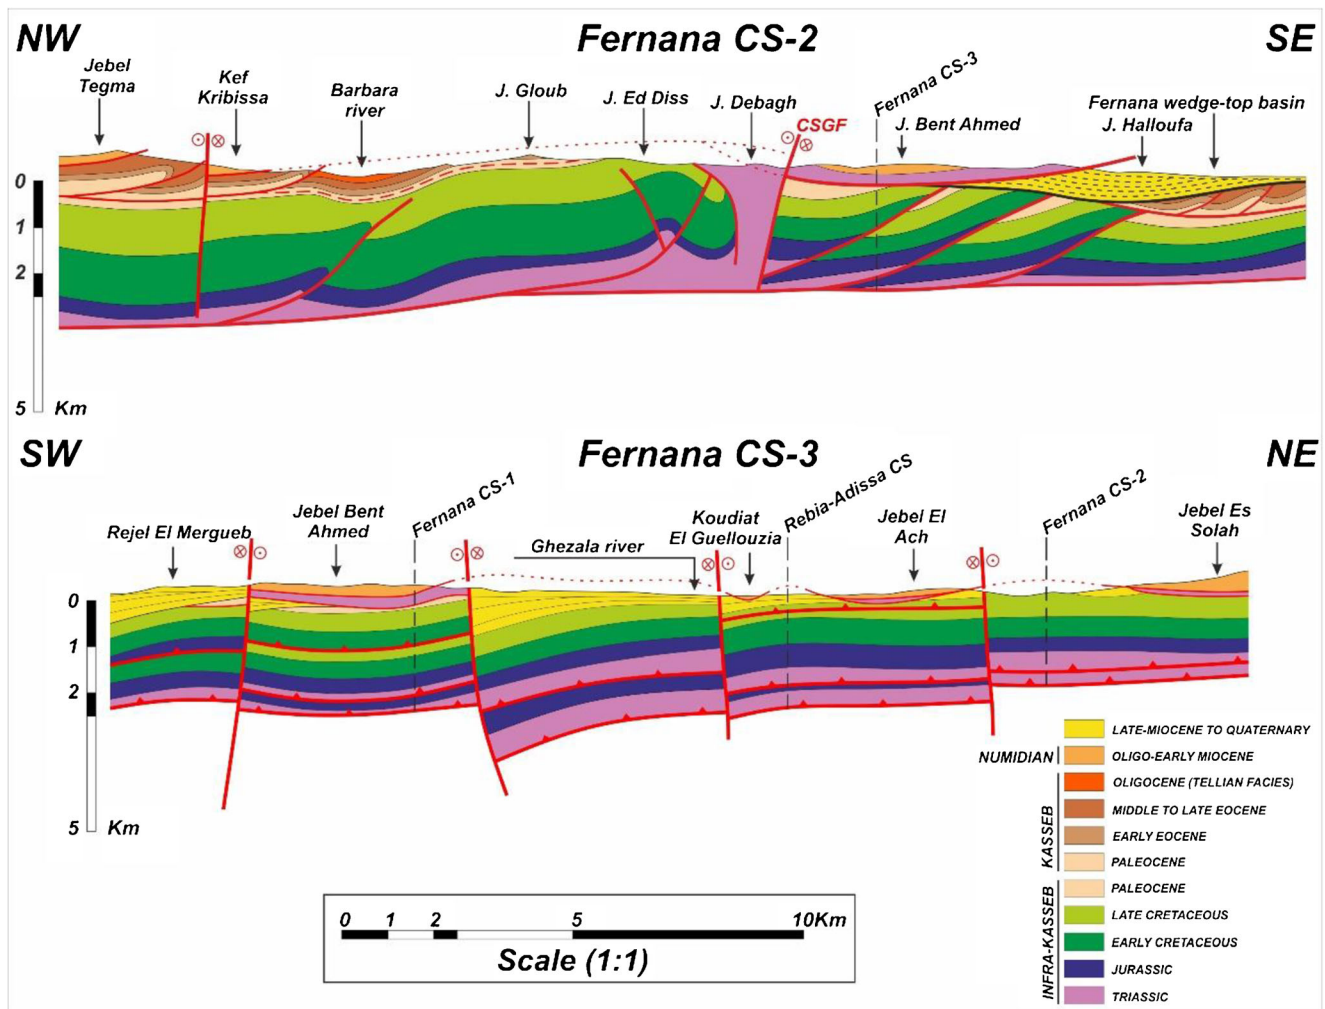 NW
Fernana CS-2
SE
Jebel
Tegma
Kef
Kribissa
Barbara
river
J. Gloub
J. Ed Diss
J. Debagh
CSGF
Fernana CS-3
J. Bent Ahmed
Fernana wedge-top basin
J. Halloufa
0
1
2
5 Km
SW
Fernana CS-3
NE
Rejel El Mergueb
Jebel Bent
Ahmed
Fernana CS-1
Ghezala river
Koudiat
El Guellouzia
Rebia-Adissa CS
Jebel El
Ach
Fernana CS-2
Jebel Es
Solah
0
1
2
5 Km
0 1 2 5 10Km
Scale (1:1)
LATE-MIOCENE TO QUATERNARY
NUMIDIAN
OLIGO-EARLY MIOCENE
KASSEB
OLIGOCENE (TELLIAN FACIES)
MIDDLE TO LATE EOCENE
EARLY EOCENE
PALEOCENE
INFRA-KASSEB
PALEOCENE
LATE CRETACEOUS
EARLY CRETACEOUS
JURASSIC
TRIASSIC